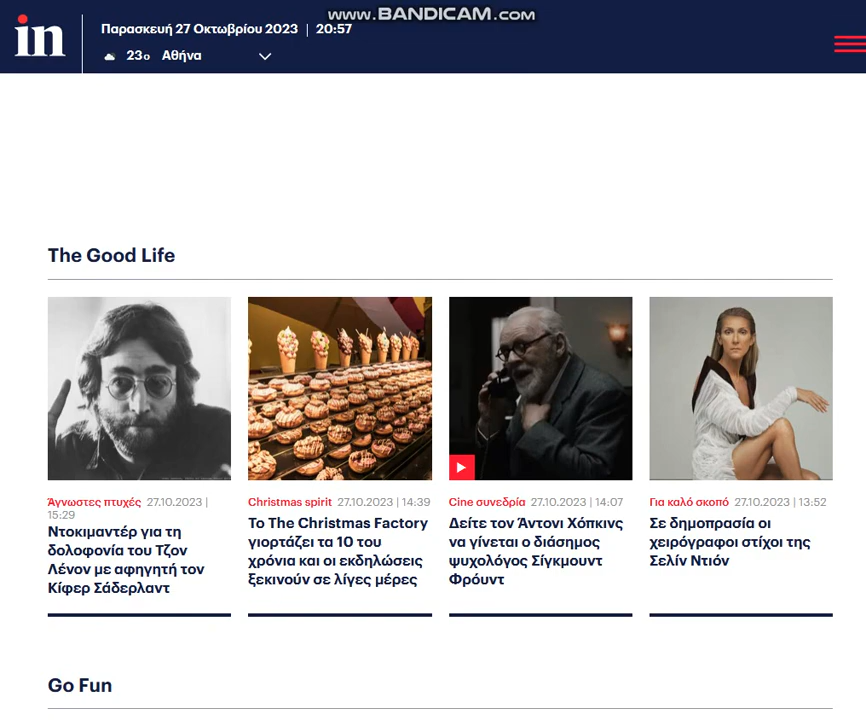 www.BANDICAM.com
in
Παρασκευή 27 Οκτωβρίου 2023 | 20:57
23ο Αθήνα
The Good Life
Άγνωστες πτυχές 27.10.2023 |
15:29
Ντοκιμαντέρ για τη
δολοφονία του Τζον
Λένον με αφηγητή τον
Κίφερ Σάδερλαντ
Christmas spirit 27.10.2023 | 14:39
Το The Christmas Factory
γιορτάζει τα 10 του
χρόνια και οι εκδηλώσεις
ξεκινούν σε λίγες μέρες
Cine συνεδρία 27.10.2023 | 14:07
Δείτε τον Άντονι Χόπκινς
να γίνεται ο διάσημος
ψυχολόγος Σίγκμουντ
Φρόυντ
Για καλό σκοπό 27.10.2023 | 13:52
Σε δημοπρασία οι
χειρόγραφοι στίχοι της
Σελίν Ντιόν
Go Fun